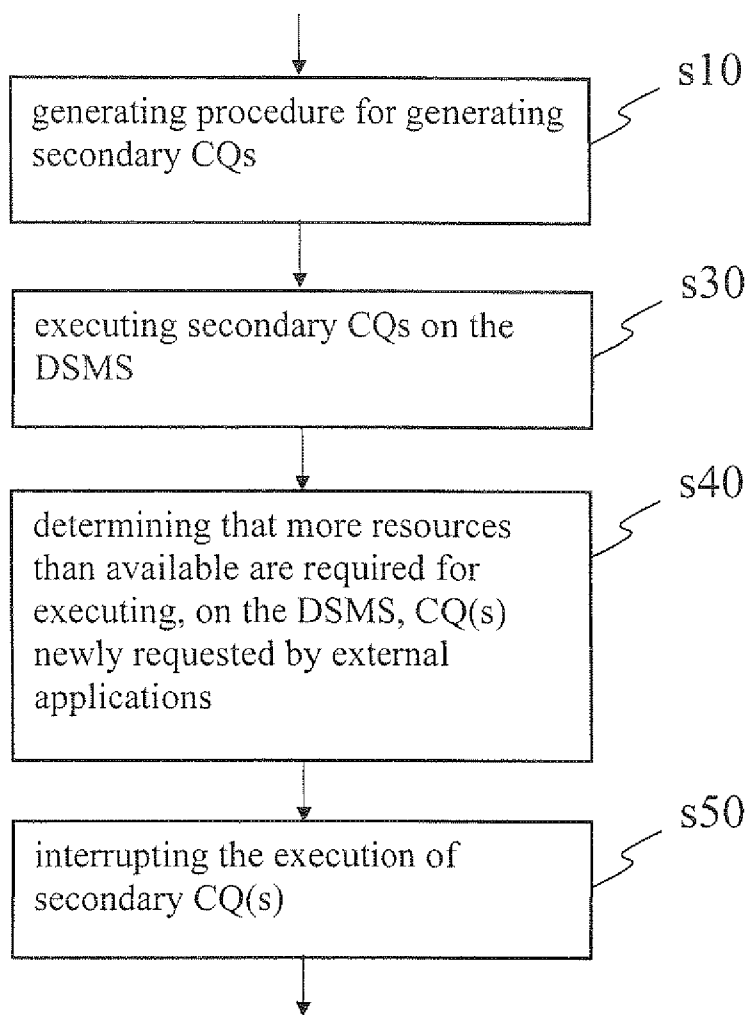 s10
generating procedure for generating
secondary CQs
s30
executing secondary CQs on the
DSMS
s40
determining that more resources
than available are required for
executing, on the DSMS, CQ(s)
newly requested by external
applications
s50
interrupting the execution of
secondary CQ(s)